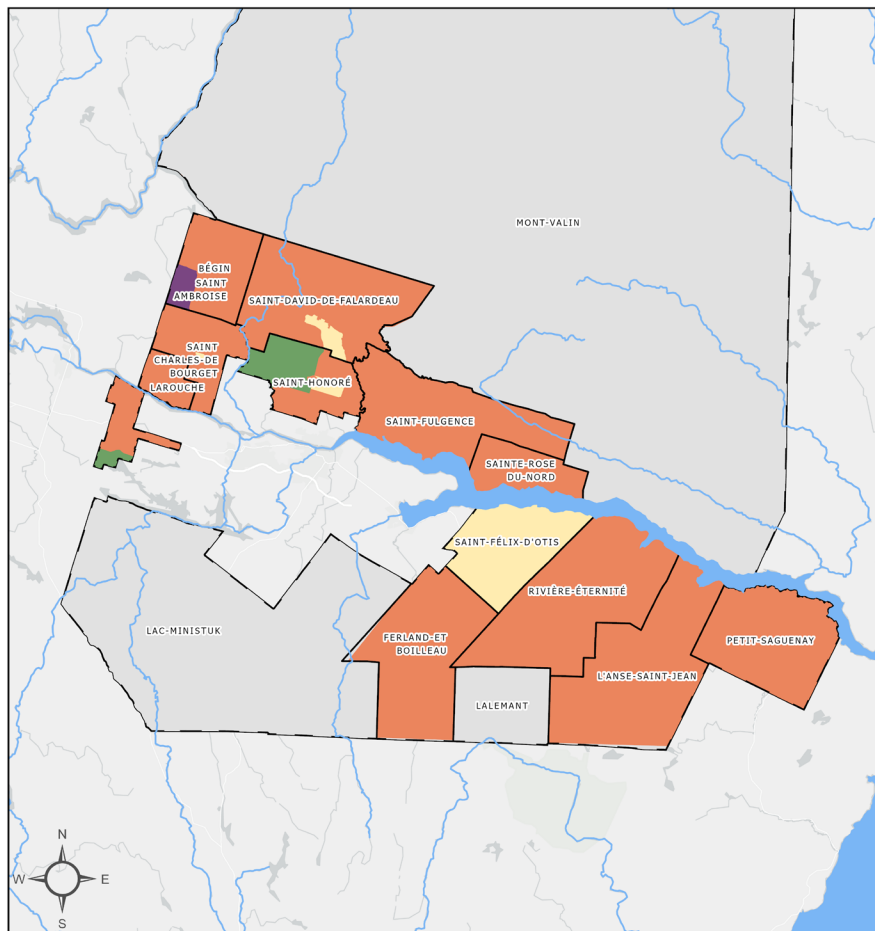 MONT-VALIN
BÉGIN
SAINT
AMBROISE
SAINT-DAVID-DE-FALARDEAU
SAINT
CHARLES-DE
BOURGET
LAROUCHE
SAINT-HONORÉ
SAINT-FULGENCE
SAINTE-ROSE
DU-NORD
SAINT-FÉLIX-D'OTIS
RIVIÈRE-ÉTERNITÉ
LAC-MINISTUK
FERLAND-ET
BOILLEAU
PETIT-SAGUENAY
L'ANSE-SAINT-JEAN
LALEMANT
N
W
E
S